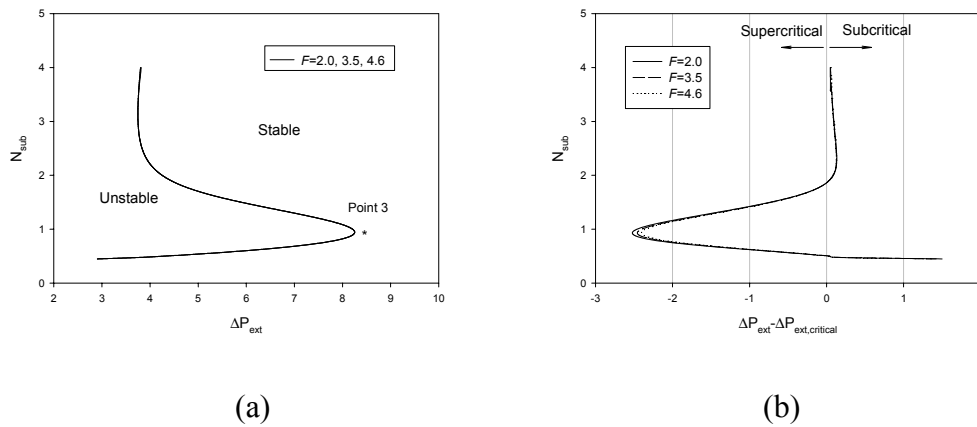 5
4
3
2
1
0
N_sub
2 3 4 5 6 7 8 9 10
ΔP_ext
F=2.0, 3.5, 4.6
Stable
Unstable
Point 3
*
(a)
5
4
3
2
1
0
N_sub
-3 -2 -1 0 1
ΔP_ext-ΔP_ext,critical
Supercritical Subcritical
F=2.0
F=3.5
F=4.6
(b)